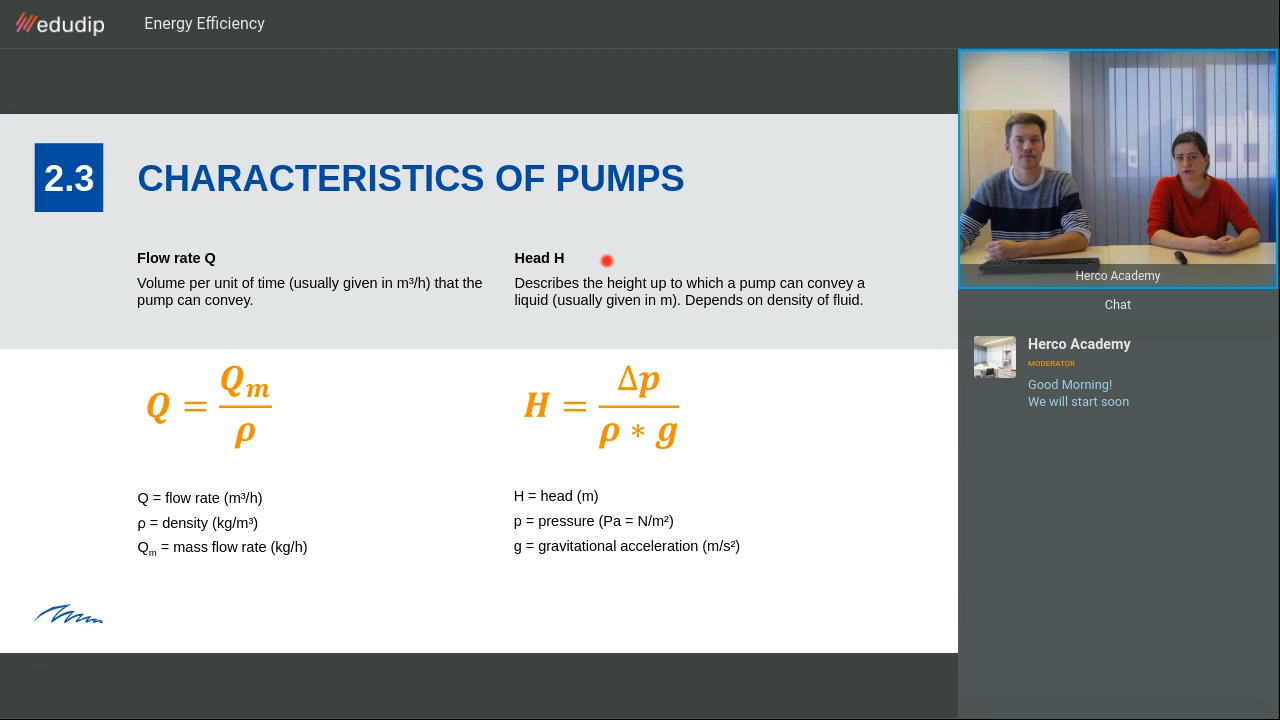 edudip
Energy Efficiency
2.3
CHARACTERISTICS OF PUMPS
Flow rate Q
Volume per unit of time (usually given in m³/h) that the
pump can convey.
Q = Qm / ρ
Q = flow rate (m³/h)
ρ = density (kg/m³)
Qm = mass flow rate (kg/h)
Head H
Describes the height up to which a pump can convey a
liquid (usually given in m). Depends on density of fluid.
H = Δp / ρ * g
H = head (m)
p = pressure (Pa = N/m²)
g = gravitational acceleration (m/s²)
Herco Academy
Chat
Herco Academy
MODERATOR
Good Morning!
We will start soon